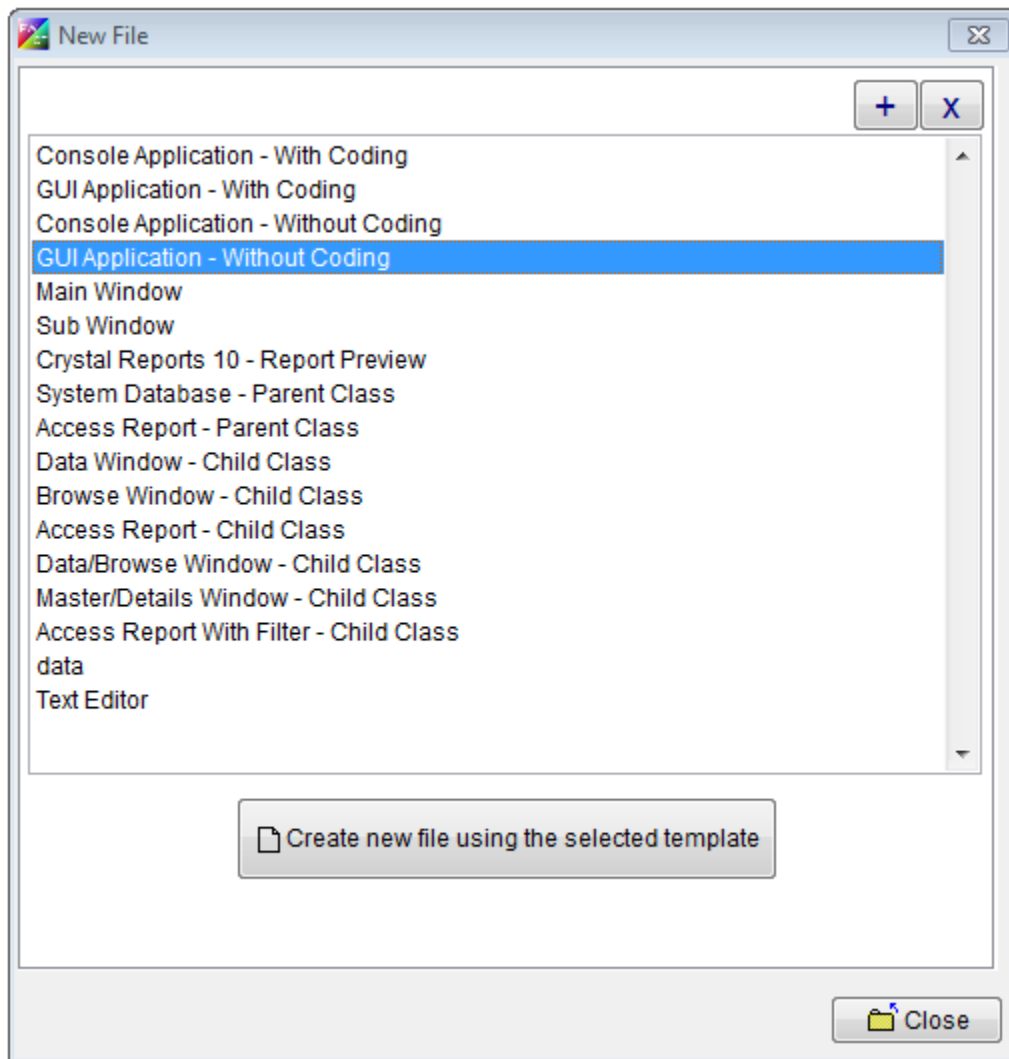 New File
+ x
Console Application - With Coding
GUI Application - With Coding
Console Application - Without Coding
GUI Application - Without Coding
Main Window
Sub Window
Crystal Reports 10 - Report Preview
System Database - Parent Class
Access Report - Parent Class
Data Window - Child Class
Browse Window - Child Class
Access Report - Child Class
Data/Browse Window - Child Class
Master/Details Window - Child Class
Access Report With Filter - Child Class
data
Text Editor
Create new file using the selected template
Close